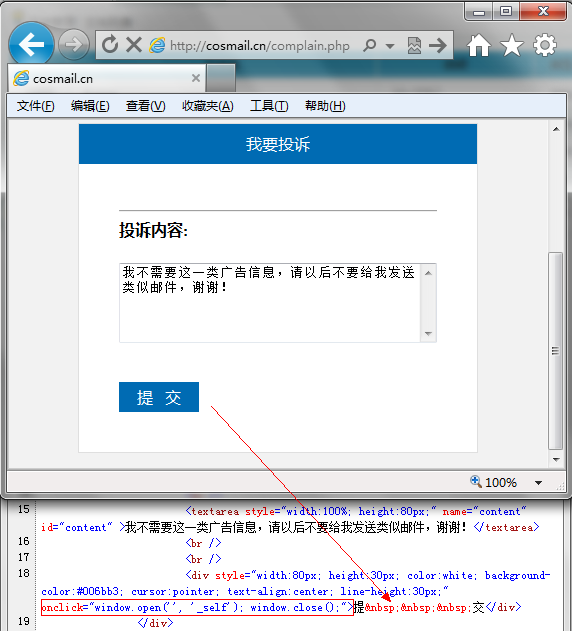 http://cosmail.cn/complain.php
cosmail.cn
文件(F) 编辑(E) 查看(V) 收藏夹(A) 工具(T) 帮助(H)
我要投诉
投诉内容:
我不需要这一类广告信息，请以后不要给我发送
类似邮件，谢谢！
提 交
100%
15 <textarea style="width:100%; height:80px;" name="content"
id="content" >我不需要这一类广告信息，请以后不要给我发送类似邮件，谢谢！</textarea>
16 <br />
17 <br />
18 <div style="width:80px; height:30px; color:white; background-
color:#006bb3; cursor:pointer; text-align:center; line-height:30px;"
onclick="window.open('', '_self'); window.close();">提&nbsp;&nbsp;&nbsp;交</div>
19 </div>